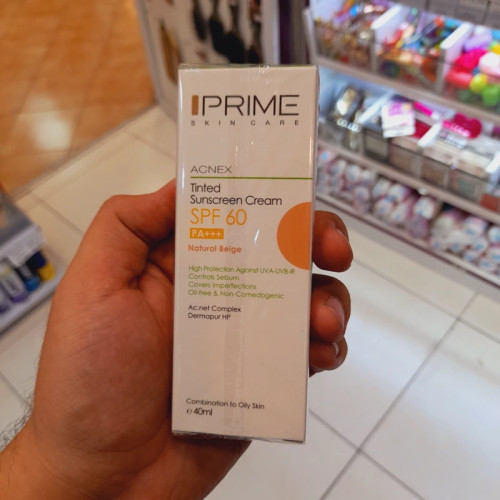 PRIME
SKIN CARE
ACNEX
Tinted
Sunscreen Cream
SPF 60
PA+++
Natural Beige
High Protection Against UVA-UVB-IR
Controls Sebum
Covers Imperfections
Oil-free & Non-Comedogenic
Ac.net Complex
Dermapur HP
Combination to Oily Skin
e 40ml